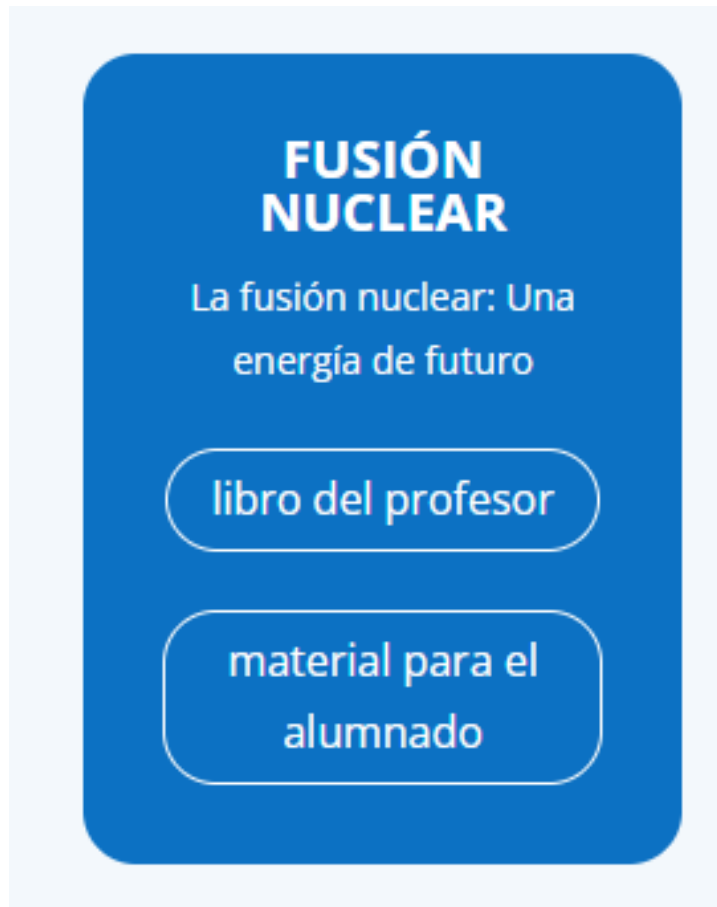 FUSIÓN
NUCLEAR
La fusión nuclear: Una
energía de futuro
libro del profesor
material para el
alumnado